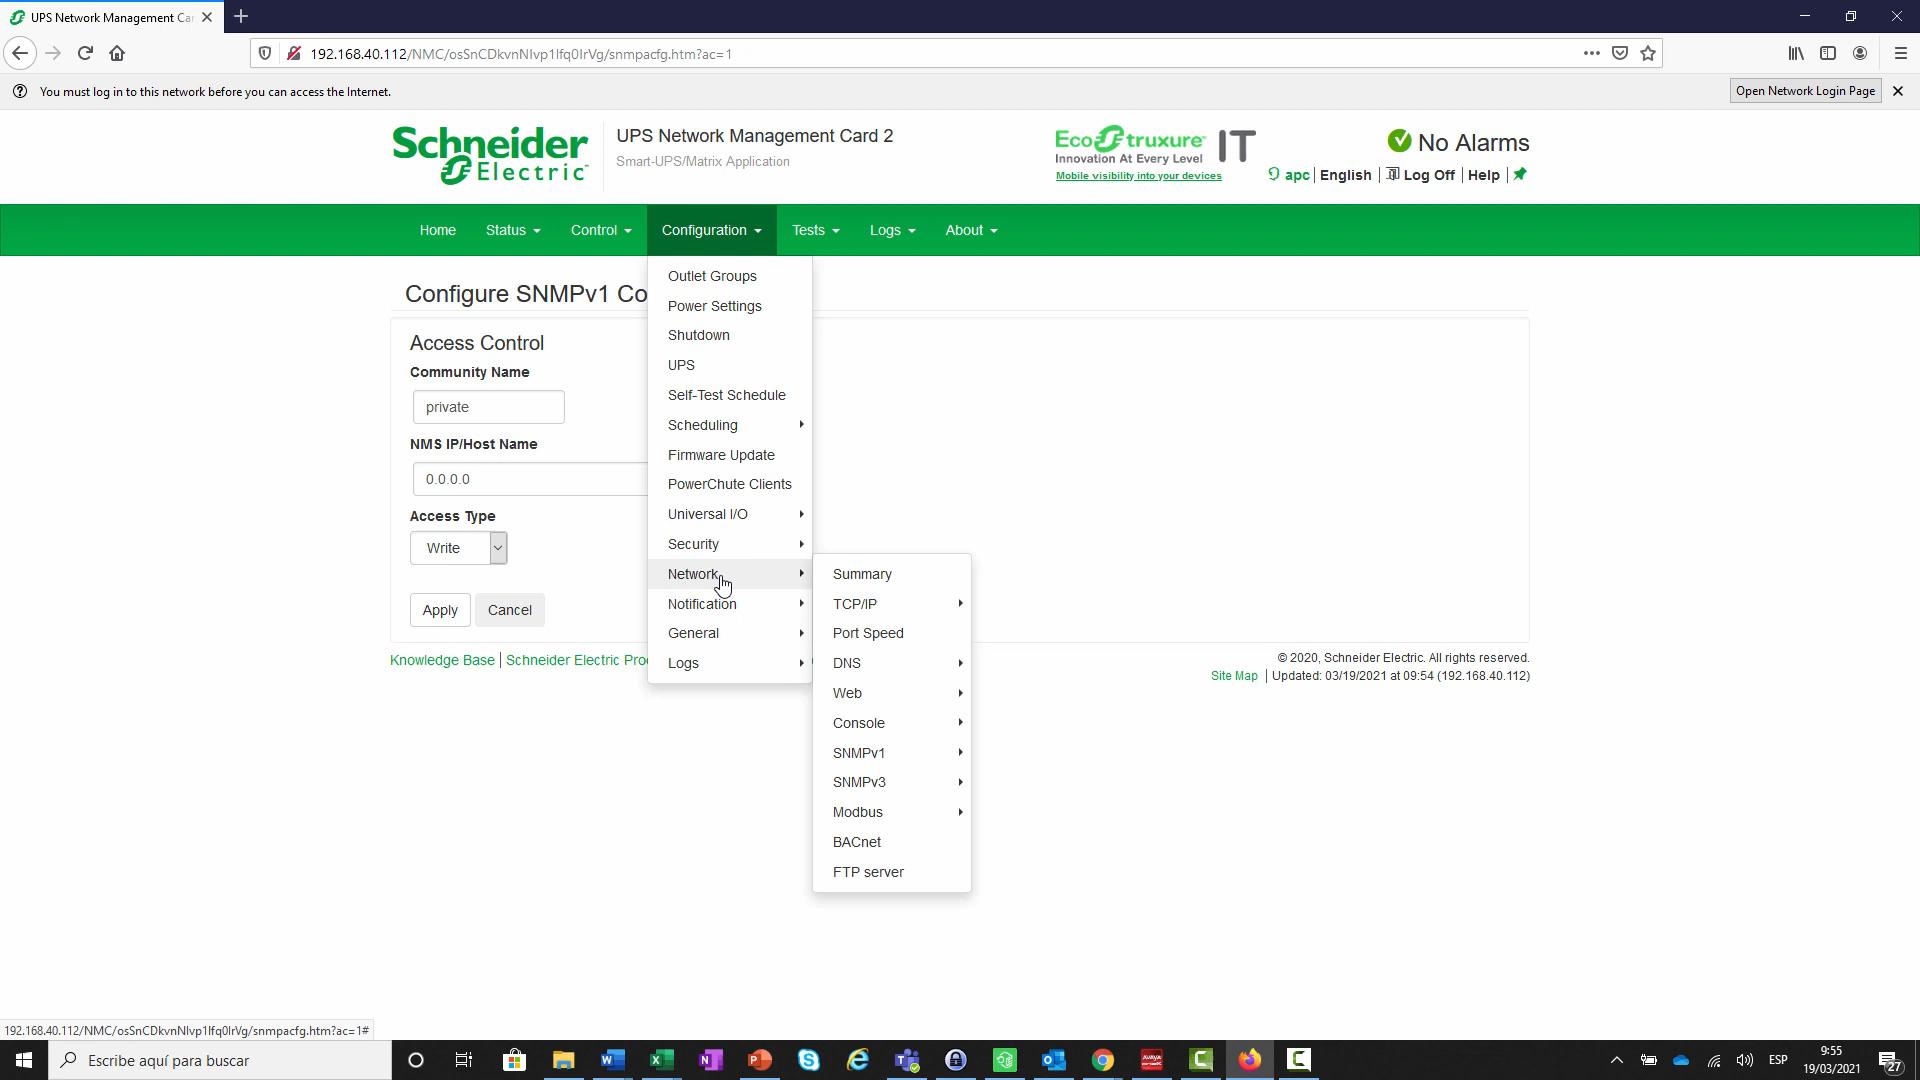 UPS Network Management Car
192.168.40.112/NMC/osSnCDkvnNIvp1lfq0IrVg/snmpacfg.htm?ac=1
You must log in to this network before you can access the Internet.
Open Network Login Page
Schneider
Electric
UPS Network Management Card 2
Smart-UPS/Matrix Application
EcoStruxure IT
Innovation At Every Level
Mobile visibility into your devices
No Alarms
apc | English | Log Off | Help |
Home Status Control Configuration Tests Logs About
Configure SNMPv1 Co
Access Control
Community Name
private
NMS IP/Host Name
0.0.0.0
Access Type
Write
Apply Cancel
Knowledge Base | Schneider Electric Pro
Outlet Groups
Power Settings
Shutdown
UPS
Self-Test Schedule
Scheduling
Firmware Update
PowerChute Clients
Universal I/O
Security
Network
Notification
General
Logs
Summary
TCP/IP
Port Speed
DNS
Web
Console
SNMPv1
SNMPv3
Modbus
BACnet
FTP server
© 2020, Schneider Electric. All rights reserved.
Site Map | Updated: 03/19/2021 at 09:54 (192.168.40.112)
192.168.40.112/NMC/osSnCDkvnNIvp1lfq0IrVg/snmpacfg.htm?ac=1#
Escribe aquí para buscar
AVAYA
ESP
9:55
19/03/2021
27